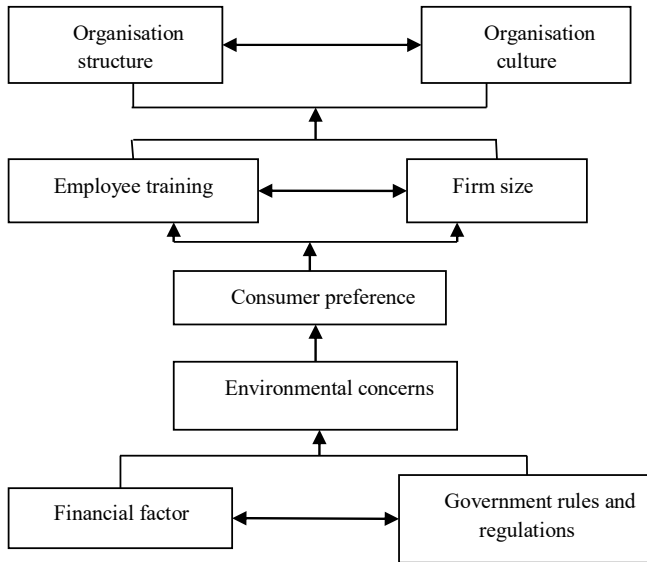 Organisation
structure
Organisation
culture
Employee training
Firm size
Consumer preference
Environmental concerns
Financial factor
Government rules and
regulations